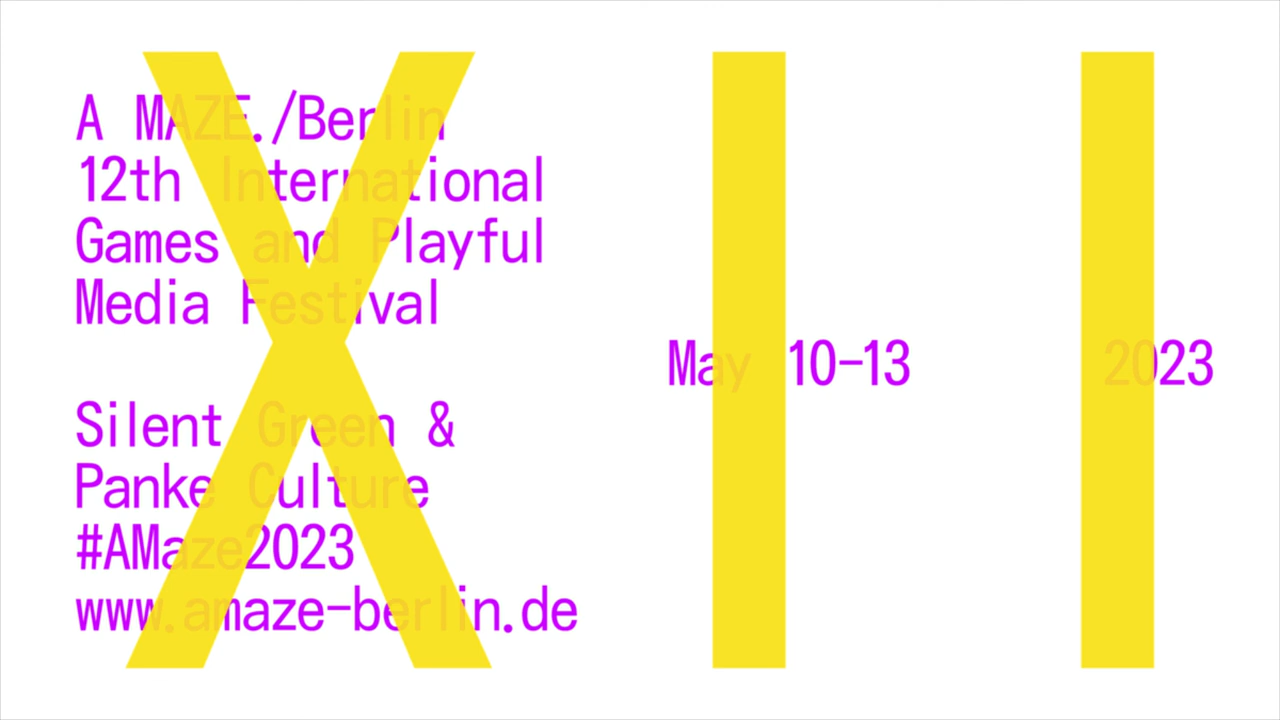 A MAZE./Berlin
12th International
Games and Playful
Media Festival
May 10–13 2023
Silent Green &
Panke Culture
#AMaze2023
www.amaze-berlin.de
XII